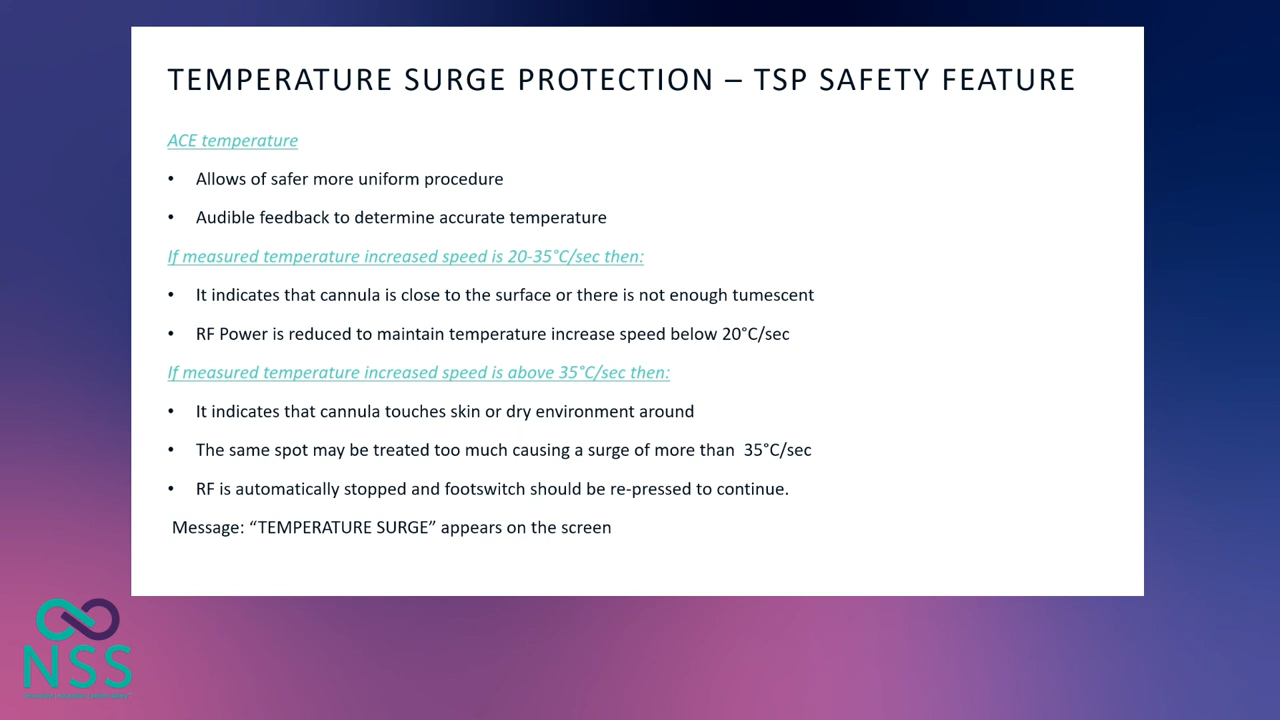 TEMPERATURE SURGE PROTECTION – TSP SAFETY FEATURE
ACE temperature
• Allows of safer more uniform procedure
• Audible feedback to determine accurate temperature
If measured temperature increased speed is 20-35°C/sec then:
• It indicates that cannula is close to the surface or there is not enough tumescent
• RF Power is reduced to maintain temperature increase speed below 20°C/sec
If measured temperature increased speed is above 35°C/sec then:
• It indicates that cannula touches skin or dry environment around
• The same spot may be treated too much causing a surge of more than  35°C/sec
• RF is automatically stopped and footswitch should be re-pressed to continue.
Message: “TEMPERATURE SURGE” appears on the screen
NSS